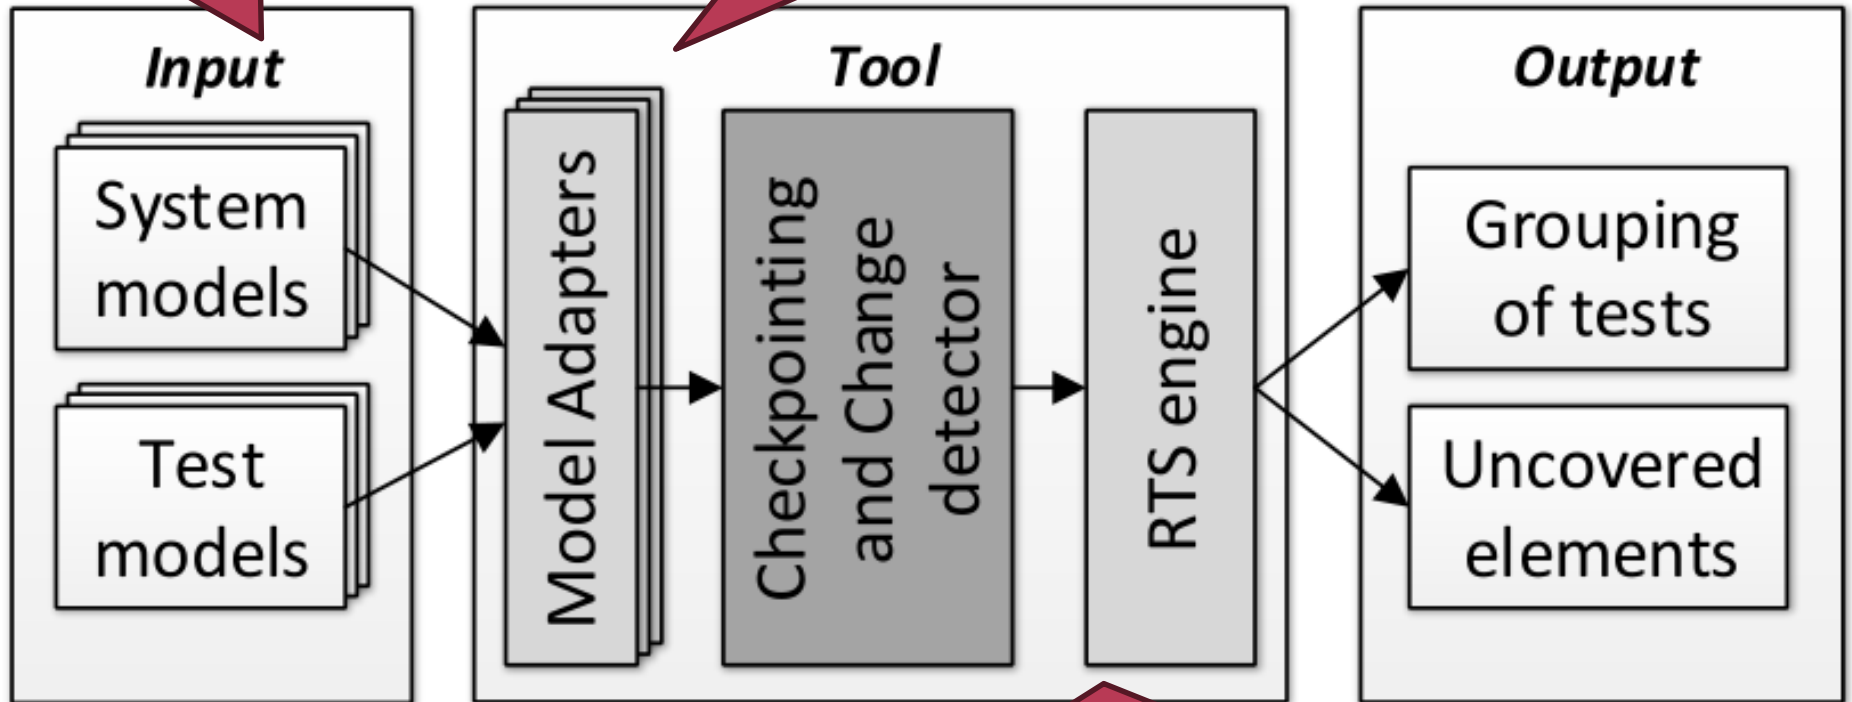 Input
System
models
Test
models
Tool
Model Adapters
Checkpointing
and Change
detector
RTS engine
Output
Grouping
of tests
Uncovered
elements